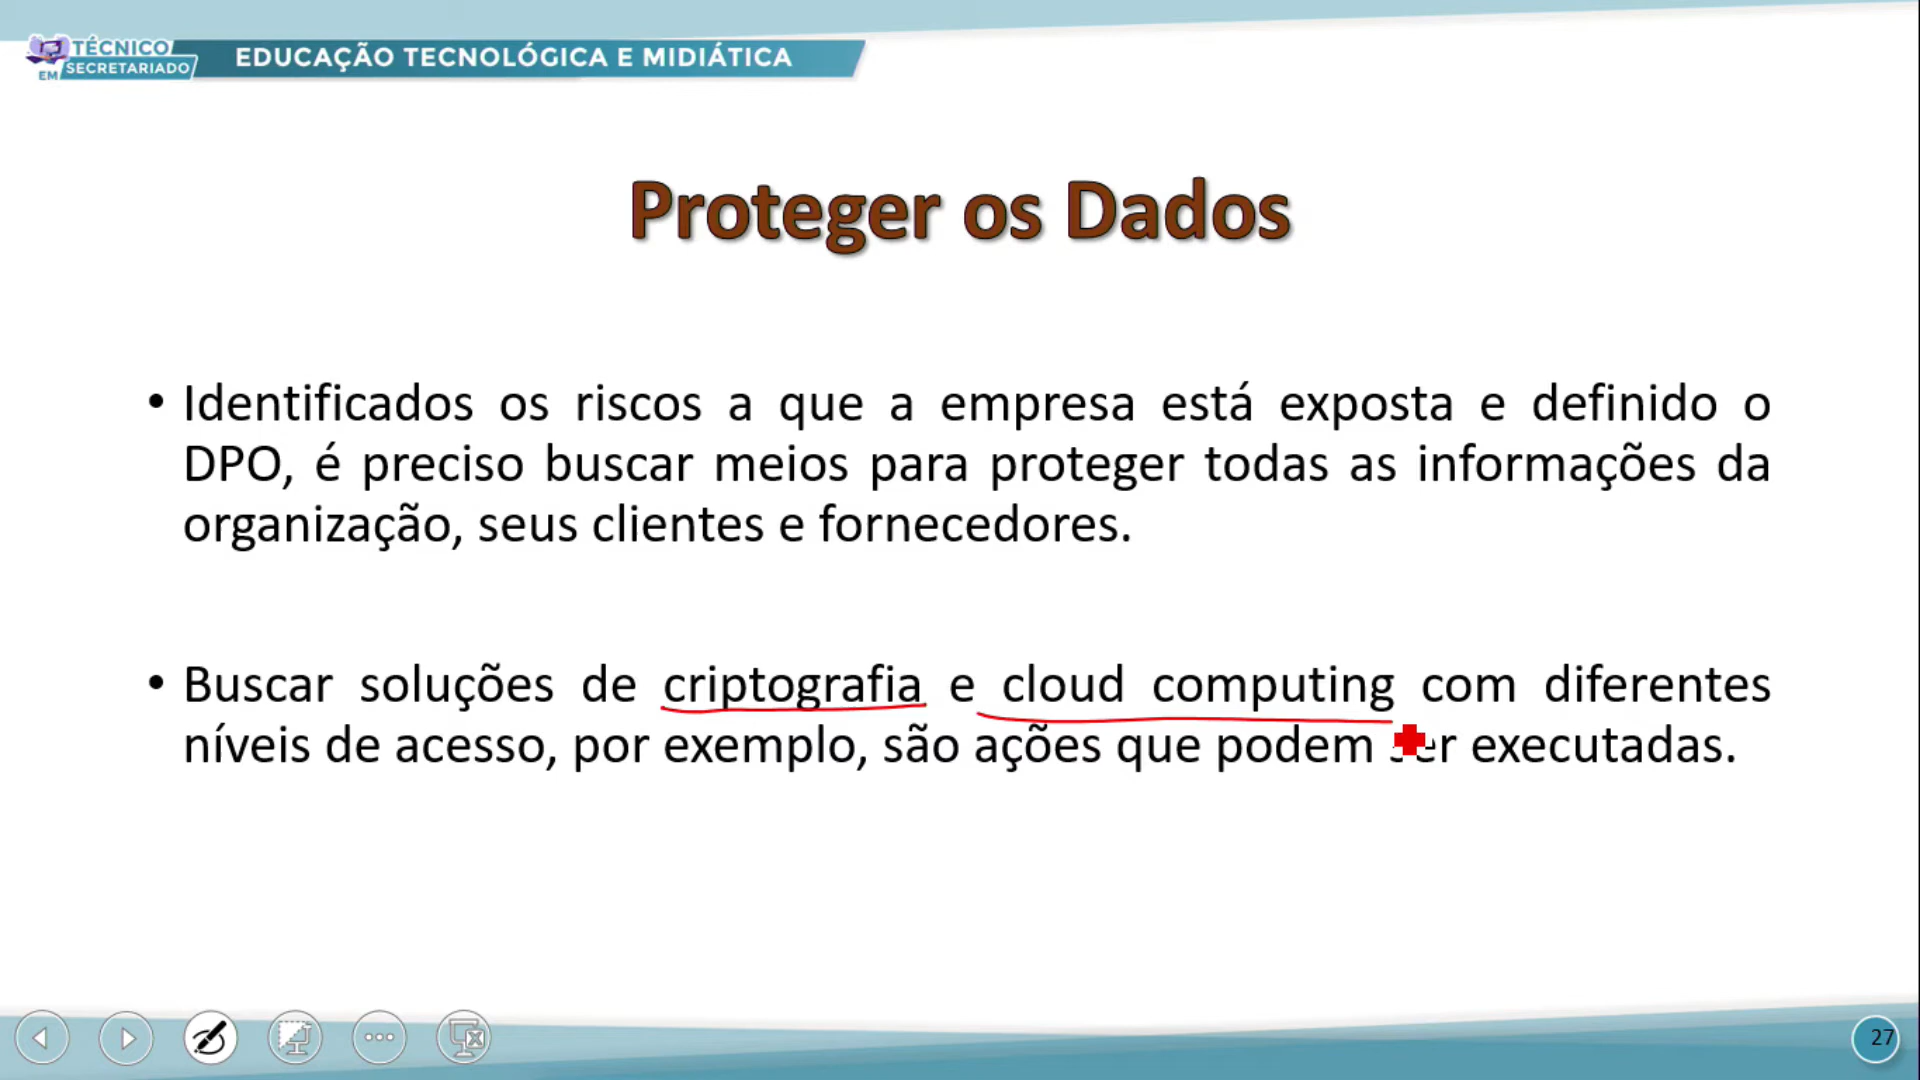 TÉCNICO
EM SECRETARIADO
EDUCAÇÃO TECNOLÓGICA E MIDIÁTICA
Proteger os Dados
• Identificados os riscos a que a empresa está exposta e definido o
DPO, é preciso buscar meios para proteger todas as informações da
organização, seus clientes e fornecedores.
• Buscar soluções de criptografia e cloud computing com diferentes
níveis de acesso, por exemplo, são ações que podem ser executadas.
27